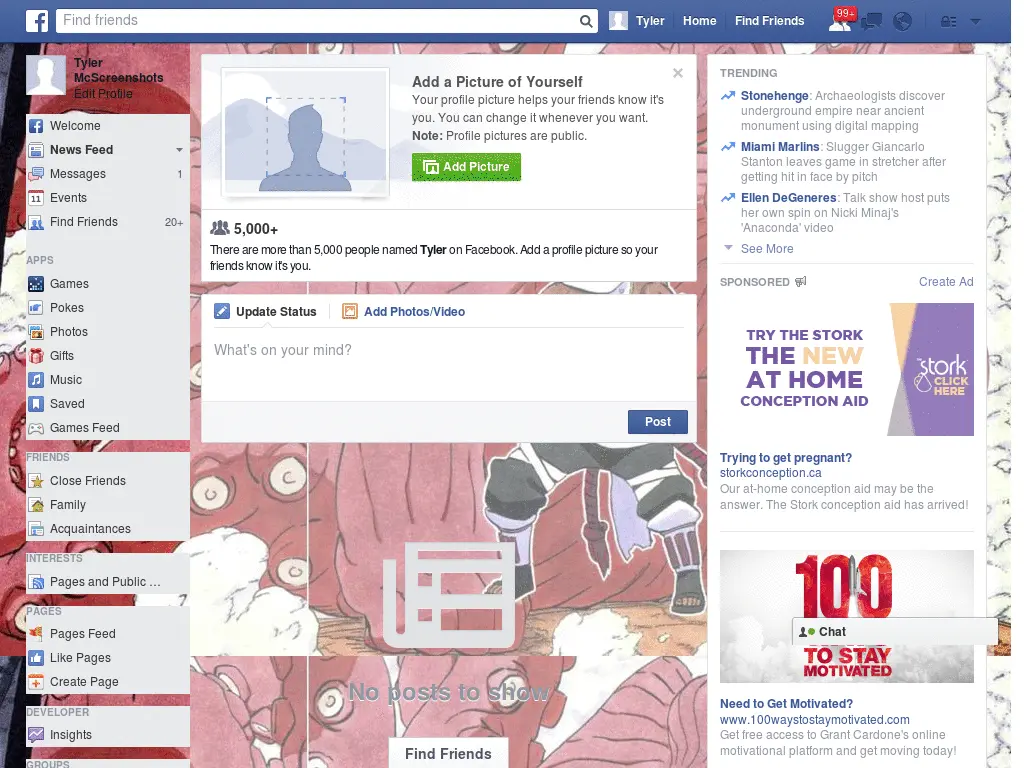 Find friends
Tyler
Home
Find Friends
99+
Tyler
McScreenshots
Edit Profile
Welcome
News Feed
Messages 1
Events
Find Friends 20+
APPS
Games
Pokes
Photos
Gifts
Music
Saved
Games Feed
FRIENDS
Close Friends
Family
Acquaintances
INTERESTS
Pages and Public ...
PAGES
Pages Feed
Like Pages
Create Page
DEVELOPER
Insights
GROUPS
Add a Picture of Yourself
Your profile picture helps your friends know it's
you. You can change it whenever you want.
Note: Profile pictures are public.
Add Picture
5,000+
There are more than 5,000 people named Tyler on Facebook. Add a profile picture so your
friends know it's you.
Update Status
Add Photos/Video
What's on your mind?
Post
No posts to show
Find Friends
TRENDING
Stonehenge: Archaeologists discover
underground empire near ancient
monument using digital mapping
Miami Marlins: Slugger Giancarlo
Stanton leaves game in stretcher after
getting hit in face by pitch
Ellen DeGeneres: Talk show host puts
her own spin on Nicki Minaj's
'Anaconda' video
See More
SPONSORED
Create Ad
TRY THE STORK
THE NEW
AT HOME
CONCEPTION AID
stork
CLICK
HERE
Trying to get pregnant?
storkconception.ca
Our at-home conception aid may be the
answer. The Stork conception aid has arrived!
100
Chat
TO STAY
MOTIVATED
Need to Get Motivated?
www.100waystostaymotivated.com
Get free access to Grant Cardone's online
motivational platform and get moving today!